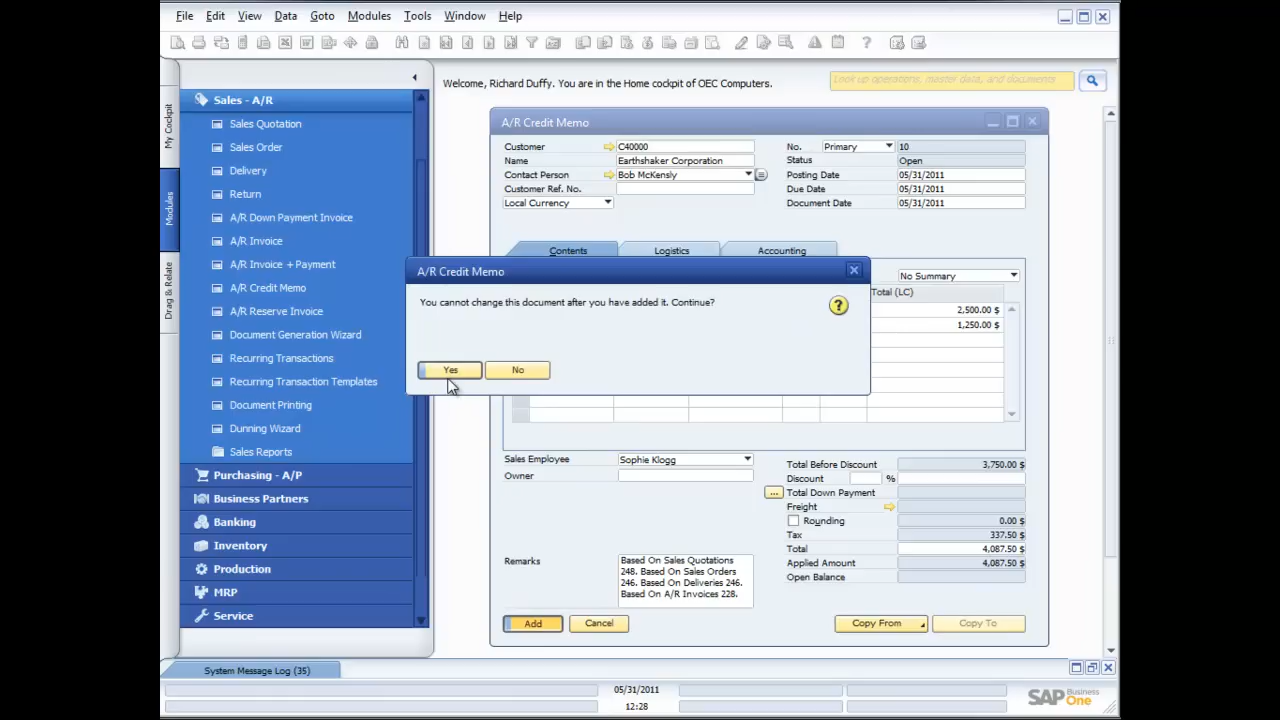 File Edit View Data Goto Modules Tools Window Help
Welcome, Richard Duffy. You are in the Home cockpit of OEC Computers.
Look up operations, master data, and documents
My Cockpit
Modules
Drag & Relate
Sales - A/R
Sales Quotation
Sales Order
Delivery
Return
A/R Down Payment Invoice
A/R Invoice
A/R Invoice + Payment
A/R Credit Memo
A/R Reserve Invoice
Document Generation Wizard
Recurring Transactions
Recurring Transaction Templates
Document Printing
Dunning Wizard
Sales Reports
Purchasing - A/P
Business Partners
Banking
Inventory
Production
MRP
Service
A/R Credit Memo
Customer C40000 No. Primary 10
Name Earthshaker Corporation Status Open
Contact Person Bob McKensly Posting Date 05/31/2011
Customer Ref. No. Due Date 05/31/2011
Local Currency Document Date 05/31/2011
Contents Logistics Accounting
No Summary
Total (LC)
2,500.00 $
1,250.00 $
A/R Credit Memo
You cannot change this document after you have added it. Continue?
Yes No
Sales Employee Sophie Klogg
Owner
Total Before Discount 3,750.00 $
Discount %
... Total Down Payment
Freight
Rounding 0.00 $
Tax 337.50 $
Total 4,087.50 $
Applied Amount 4,087.50 $
Open Balance
Remarks
Based On Sales Quotations
248. Based On Sales Orders
246. Based On Deliveries 246.
Based On A/R Invoices 228.
Add Cancel Copy From Copy To
System Message Log (35)
05/31/2011
12:28
SAP Business One